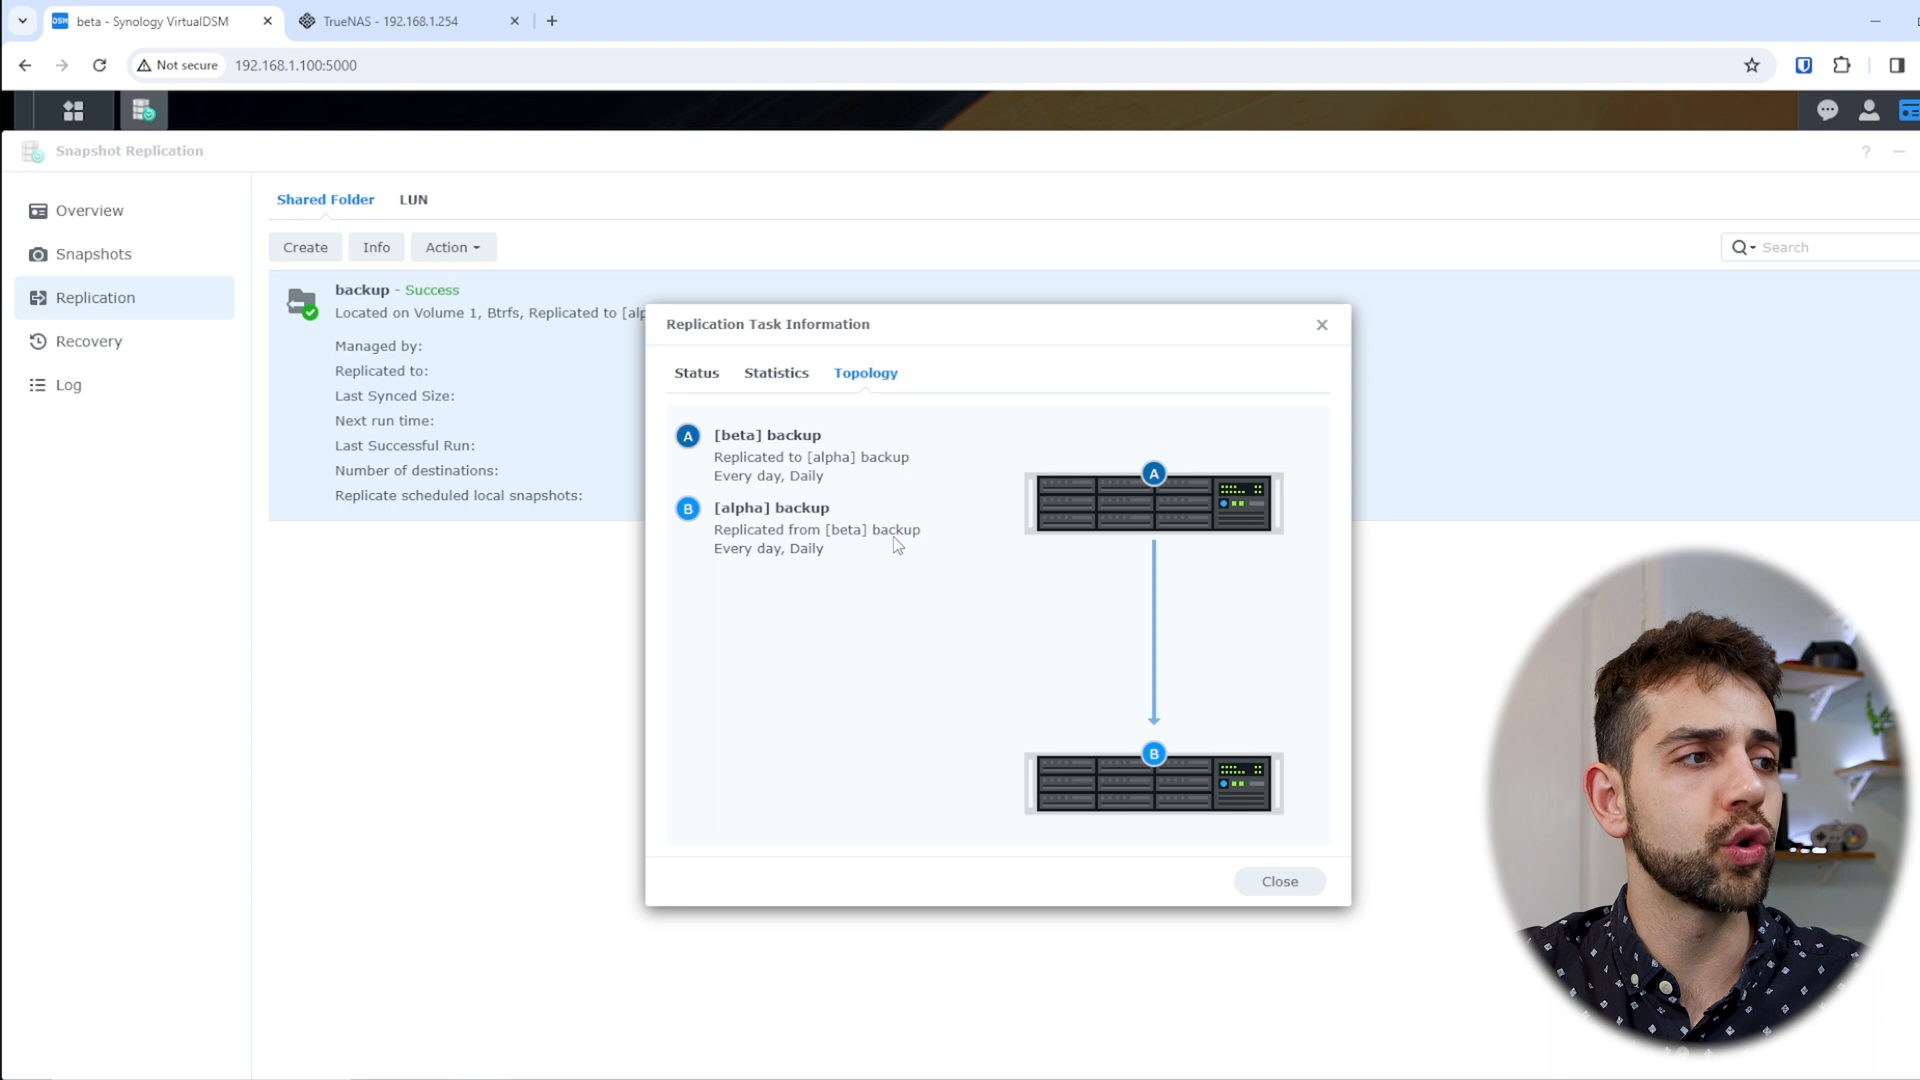 beta - Synology VirtualDSM
TrueNAS - 192.168.1.254
Not secure
192.168.1.100:5000
Snapshot Replication
?
Overview
Snapshots
Replication
Recovery
Log
Shared Folder
LUN
Create
Info
Action
Search
backup - Success
Located on Volume 1, Btrfs, Replicated to [alp
Managed by:
Replicated to:
Last Synced Size:
Next run time:
Last Successful Run:
Number of destinations:
Replicate scheduled local snapshots:
Replication Task Information
Status
Statistics
Topology
A
[beta] backup
Replicated to [alpha] backup
Every day, Daily
B
[alpha] backup
Replicated from [beta] backup
Every day, Daily
A
B
Close